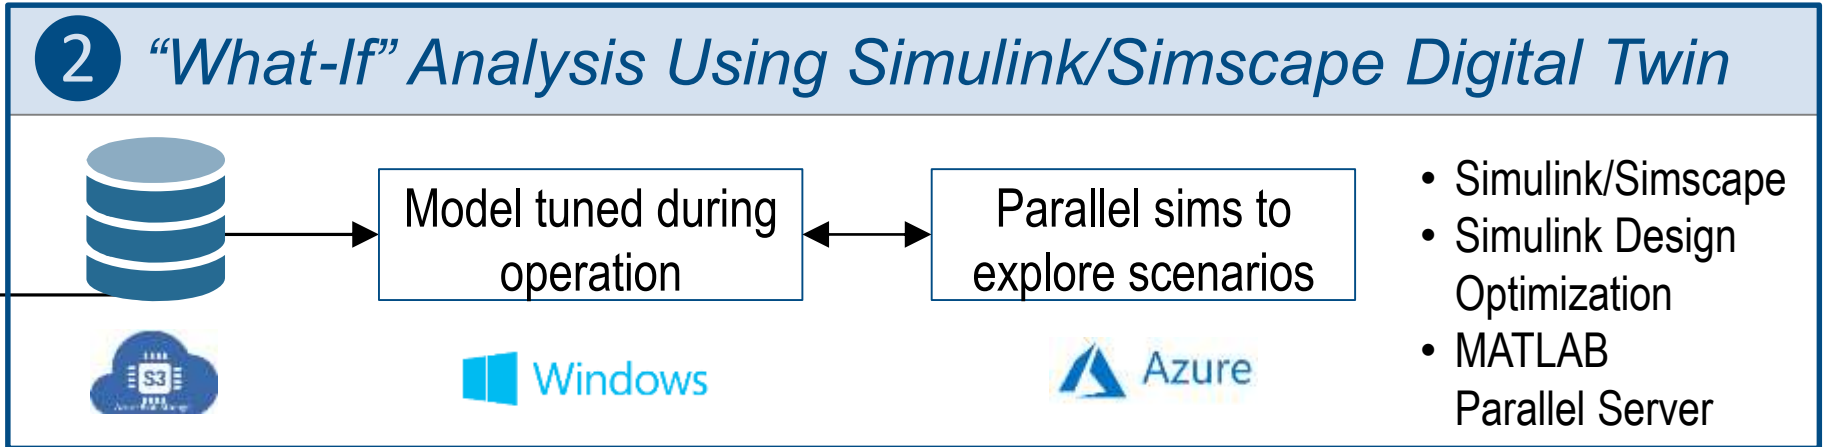 2 “What-If” Analysis Using Simulink/Simscape Digital Twin
Model tuned during
operation
Parallel sims to
explore scenarios
• Simulink/Simscape
• Simulink Design
Optimization
• MATLAB
Parallel Server
S3
Windows
Azure